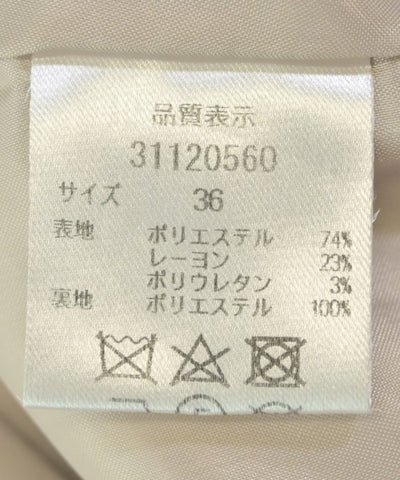 品質表示
31120560
サイズ 36
表地 ポリエステル 74%
レーヨン 23%
ポリウレタン 3%
裏地 ポリエステル 100%